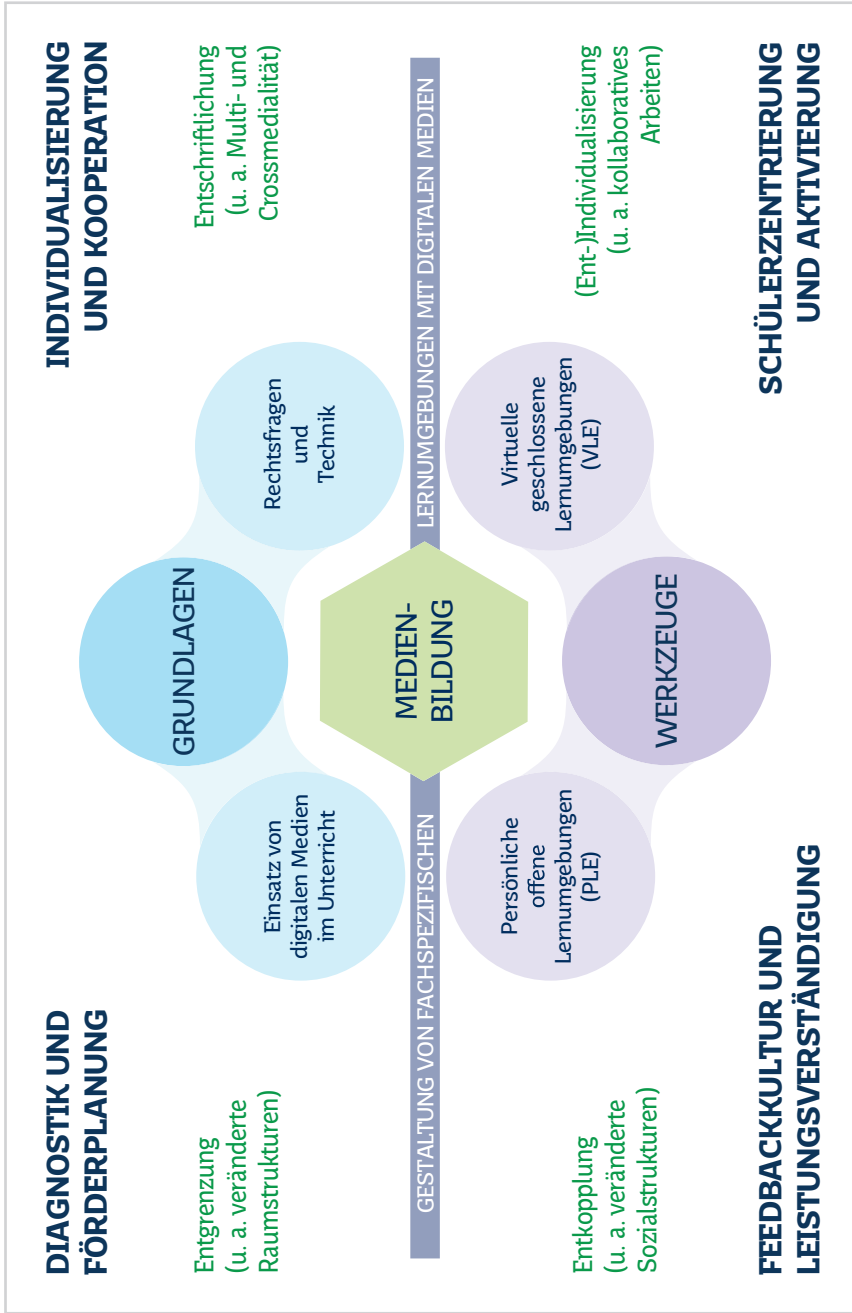 DIAGNOSTIK UND
FÖRDERPLANUNG
INDIVIDUALISIERUNG
UND KOOPERATION
Entgrenzung
(u. a. veränderte
Raumstrukturen)
Entschriftlichung
(u. a. Multi- und
Crossmedialität)
GRUNDLAGEN
Einsatz von
digitalen Medien
im Unterricht
Rechtsfragen
und
Technik
GESTALTUNG VON FACHSPEZIFISCHEN
MEDIEN-
BILDUNG
LERNUMGEBUNGEN MIT DIGITALEN MEDIEN
Persönliche
offene
Lernumgebungen
(PLE)
Virtuelle
geschlossene
Lernumgebungen
(VLE)
WERKZEUGE
Entkopplung
(u. a. veränderte
Sozialstrukturen)
(Ent-)Individualisierung
(u. a. kollaboratives
Arbeiten)
FEEDBACKKULTUR UND
LEISTUNGSVERSTÄNDIGUNG
SCHÜLERZENTRIERUNG
UND AKTIVIERUNG